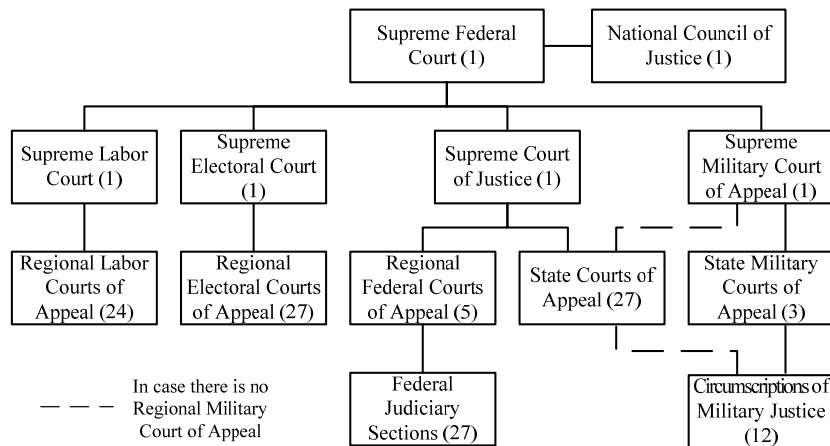 Supreme Federal
Court (1)
National Council of
Justice (1)
Supreme Labor
Court (1)
Supreme
Electoral Court
(1)
Supreme Court
of Justice (1)
Supreme
Military Court
of Appeal (1)
Regional Labor
Courts of
Appeal (24)
Regional
Electoral Courts
of Appeal (27)
Regional
Federal Courts
of Appeal (5)
State Courts of
Appeal (27)
State Military
Courts of
Appeal (3)
In case there is no
Regional Military
Court of Appeal
Federal
Judiciary
Sections (27)
Circumscriptions of
Military Justice
(12)